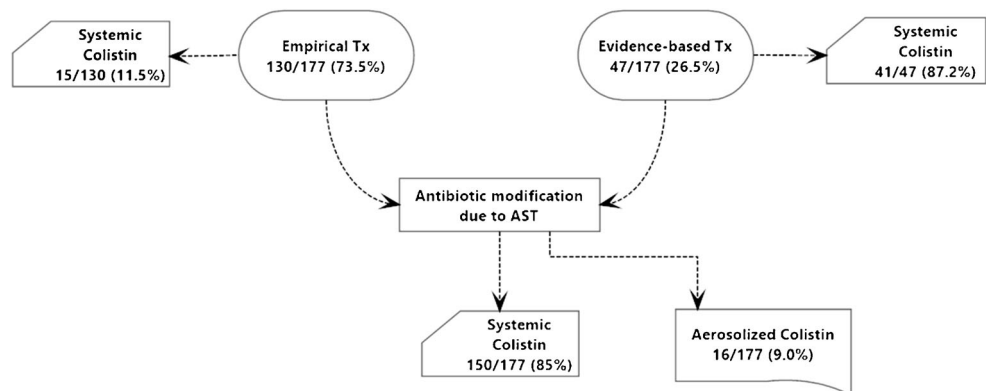 Systemic
Colistin
15/130 (11.5%)
Empirical Tx
130/177 (73.5%)
Evidence-based Tx
47/177 (26.5%)
Systemic
Colistin
41/47 (87.2%)
Antibiotic modification
due to AST
Systemic
Colistin
150/177 (85%)
Aerosolized Colistin
16/177 (9.0%)